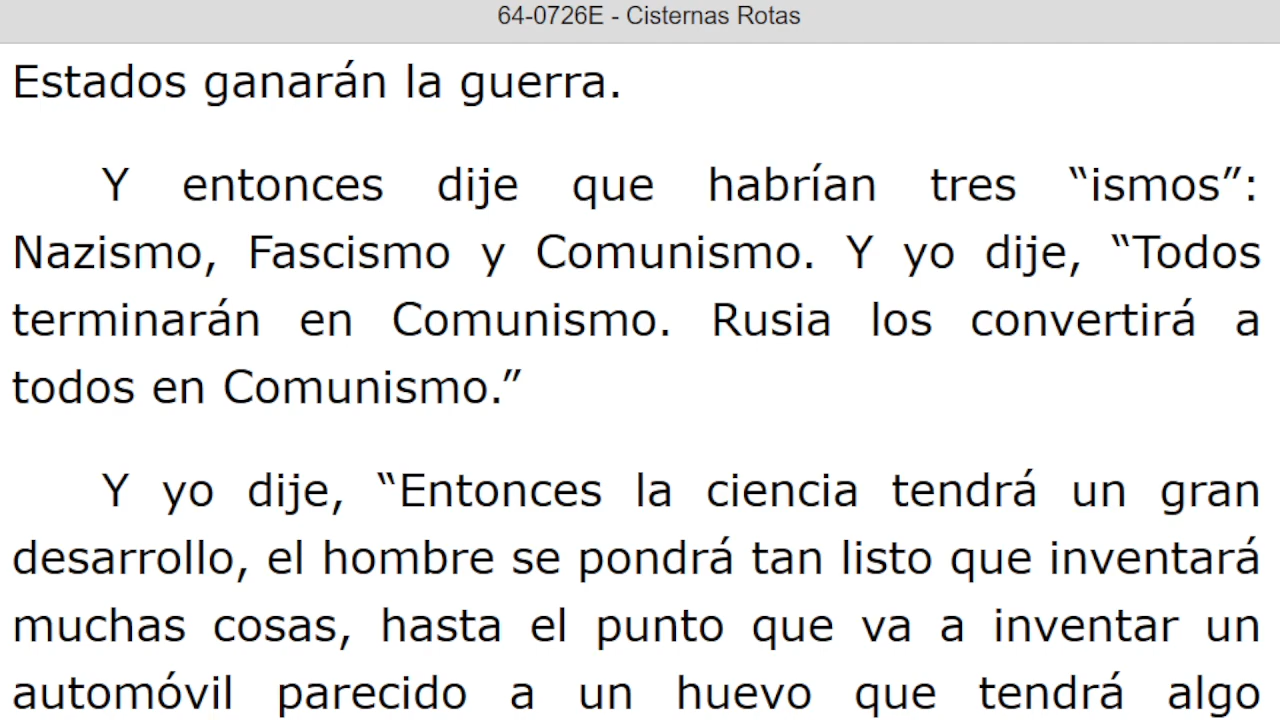 64-0726E - Cisternas Rotas
Estados ganarán la guerra.
Y entonces dije que habrían tres “ismos”:
Nazismo, Fascismo y Comunismo. Y yo dije, “Todos
terminarán en Comunismo. Rusia los convertirá a
todos en Comunismo.”
Y yo dije, “Entonces la ciencia tendrá un gran
desarrollo, el hombre se pondrá tan listo que inventará
muchas cosas, hasta el punto que va a inventar un
automóvil parecido a un huevo que tendrá algo